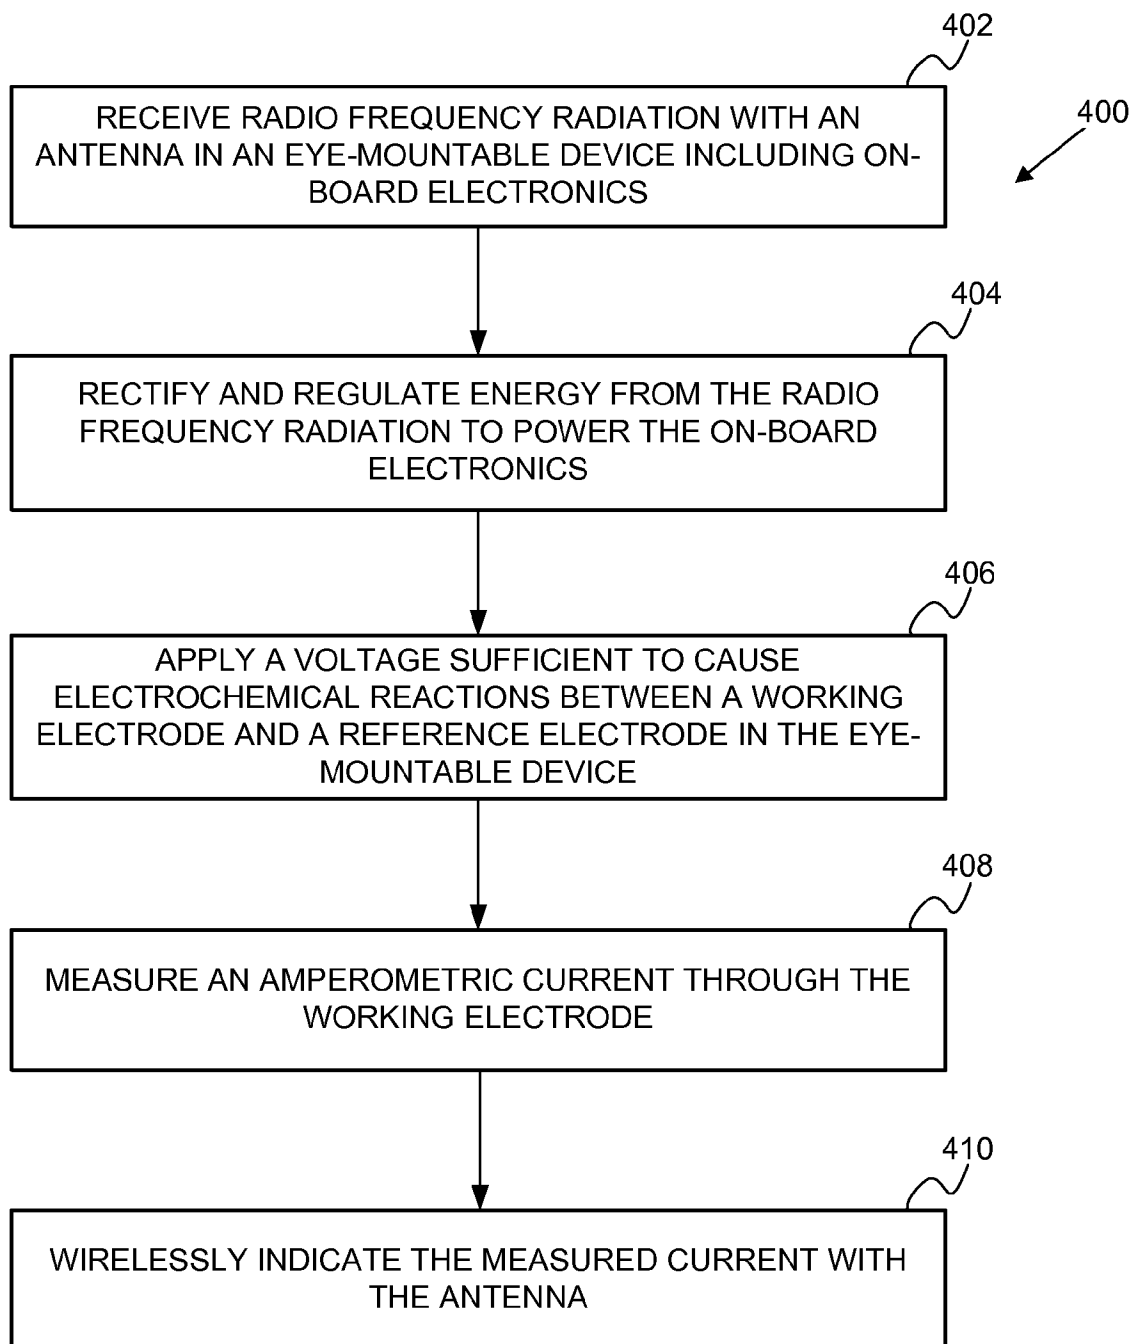 402
400
RECEIVE RADIO FREQUENCY RADIATION WITH AN
ANTENNA IN AN EYE-MOUNTABLE DEVICE INCLUDING ON-
BOARD ELECTRONICS
404
RECTIFY AND REGULATE ENERGY FROM THE RADIO
FREQUENCY RADIATION TO POWER THE ON-BOARD
ELECTRONICS
406
APPLY A VOLTAGE SUFFICIENT TO CAUSE
ELECTROCHEMICAL REACTIONS BETWEEN A WORKING
ELECTRODE AND A REFERENCE ELECTRODE IN THE EYE-
MOUNTABLE DEVICE
408
MEASURE AN AMPEROMETRIC CURRENT THROUGH THE
WORKING ELECTRODE
410
WIRELESSLY INDICATE THE MEASURED CURRENT WITH
THE ANTENNA